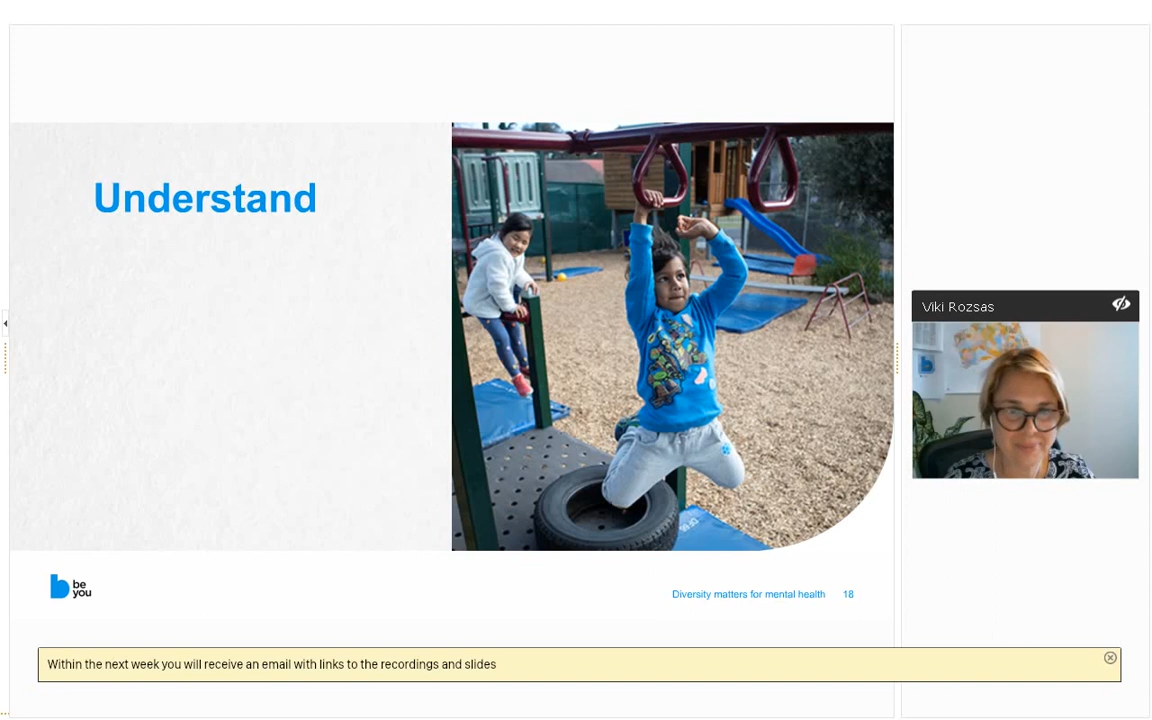 Understand
Viki Rozsas
be
you
Diversity matters for mental health 18
Within the next week you will receive an email with links to the recordings and slides